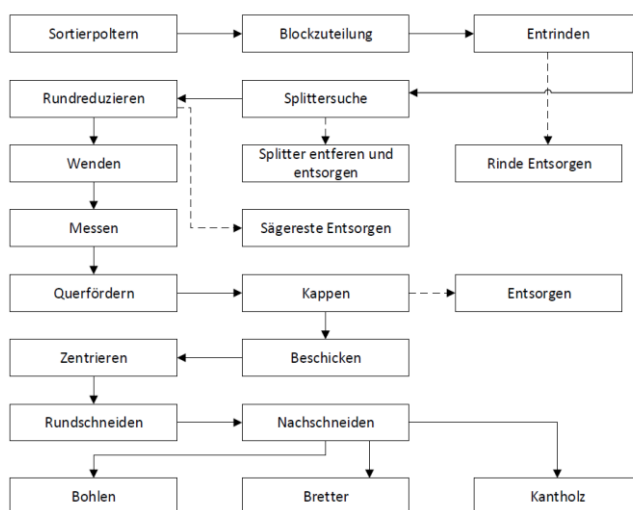 Sortierpoltern
Blockzuteilung
Entrinden
Rundreduzieren
Splittersuche
Wenden
Splitter entferen und
entsorgen
Rinde Entsorgen
Messen
Sägereste Entsorgen
Querfördern
Kappen
Entsorgen
Zentrieren
Beschicken
Rundschneiden
Nachschneiden
Bohlen
Bretter
Kantholz